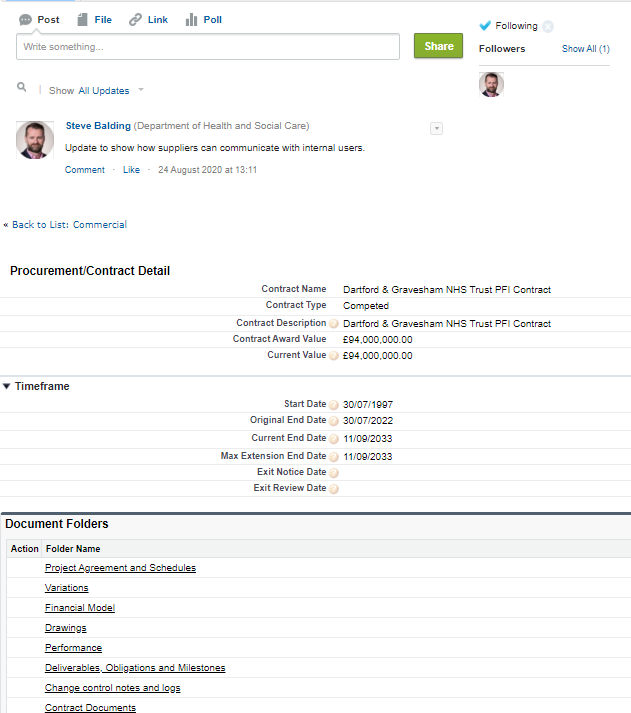 Post File Link Poll
Write something...
Share
Following
Followers Show All (1)
Show All Updates
Steve Balding (Department of Health and Social Care)
Update to show how suppliers can communicate with internal users.
Comment · Like · 24 August 2020 at 13:11
« Back to List: Commercial
Procurement/Contract Detail
Contract Name Dartford & Gravesham NHS Trust PFI Contract
Contract Type Competed
Contract Description ? Dartford & Gravesham NHS Trust PFI Contract
Contract Award Value £94,000,000.00
Current Value ? £94,000,000.00
Timeframe
Start Date ? 30/07/1997
Original End Date ? 30/07/2022
Current End Date ? 11/09/2033
Max Extension End Date ? 11/09/2033
Exit Notice Date ?
Exit Review Date ?
Document Folders
Action Folder Name
Project Agreement and Schedules
Variations
Financial Model
Drawings
Performance
Deliverables, Obligations and Milestones
Change control notes and logs
Contract Documents